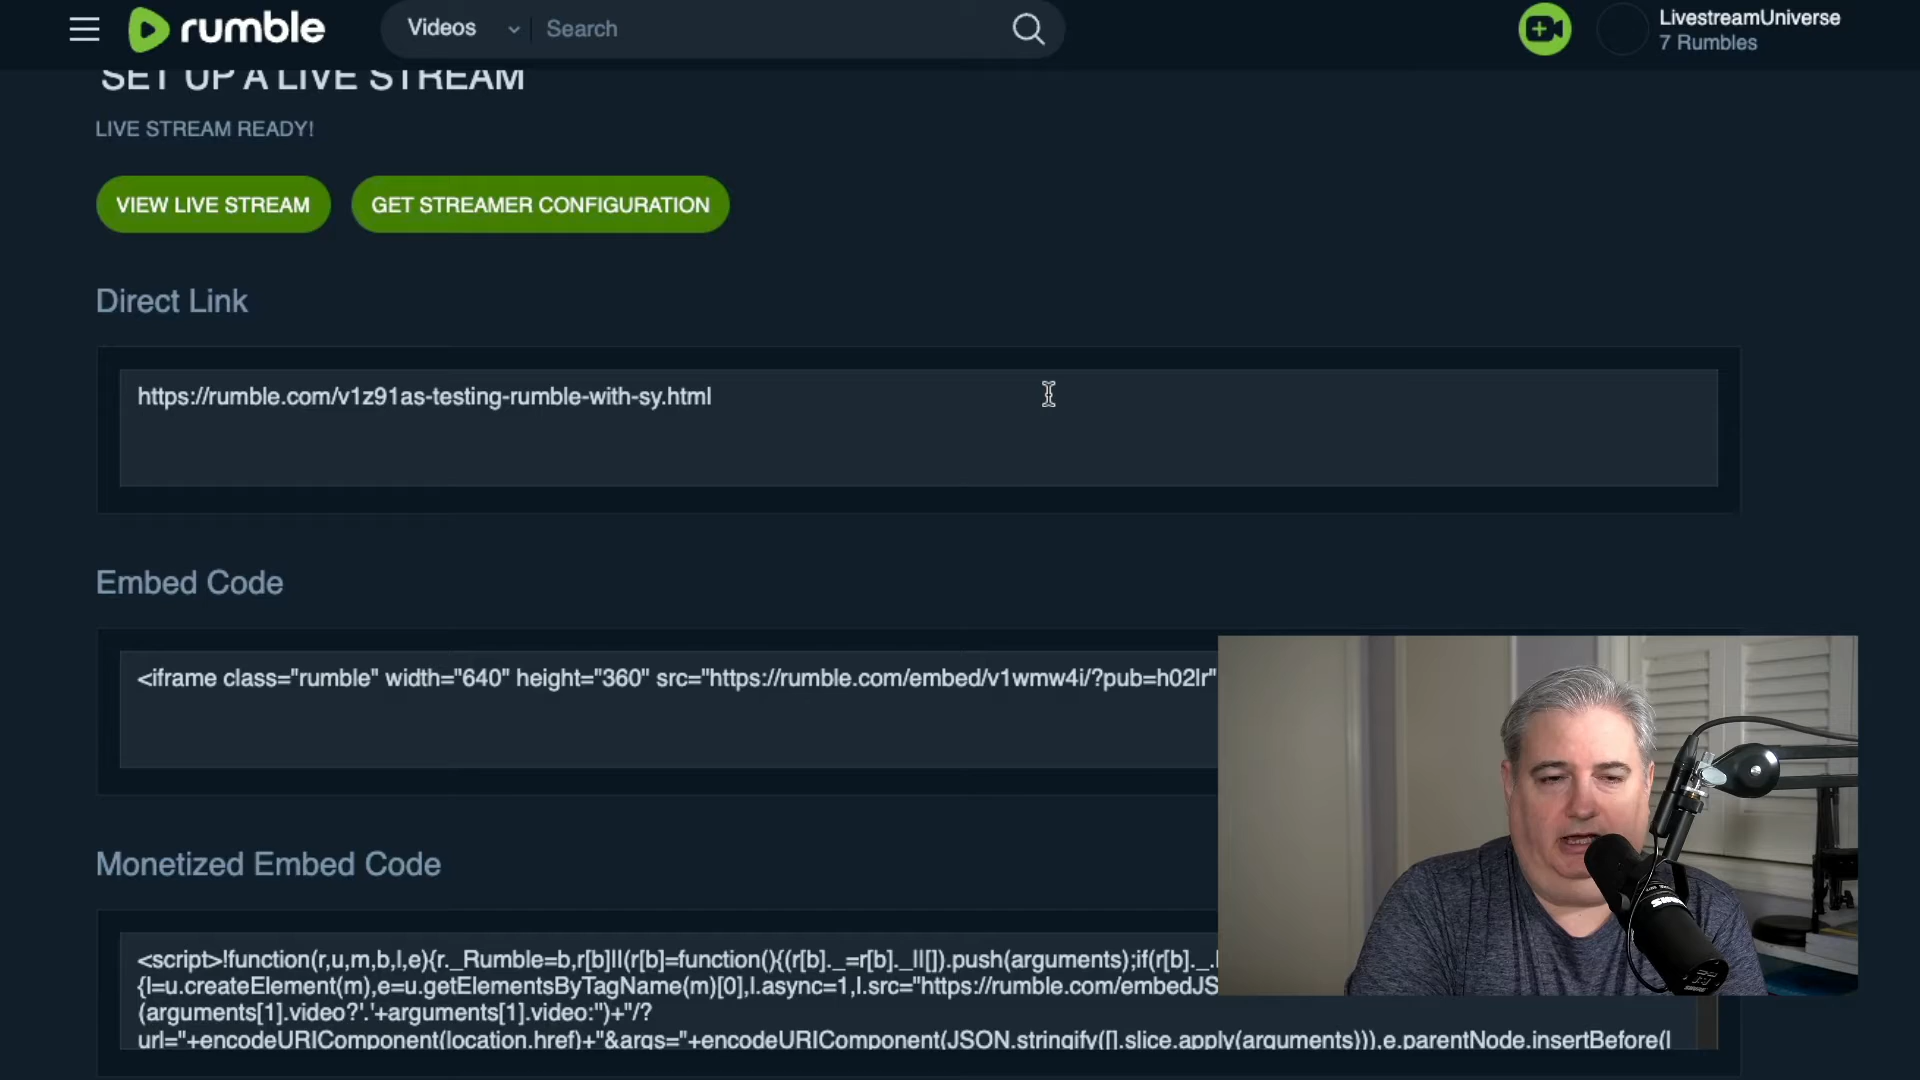 rumble
Videos
Search
LivestreamUniverse
7 Rumbles
SET UP A LIVE STREAM
LIVE STREAM READY!
VIEW LIVE STREAM
GET STREAMER CONFIGURATION
Direct Link
https://rumble.com/v1z91as-testing-rumble-with-sy.html
Embed Code
<iframe class="rumble" width="640" height="360" src="https://rumble.com/embed/v1wmw4i/?pub=h02lr"
Monetized Embed Code
<script>!function(r,u,m,b,l,e){r._Rumble=b,r[b]||(r[b]=function(){(r[b]._=r[b]._||[]).push(arguments);if(r[b]._.
{l=u.createElement(m),e=u.getElementsByTagName(m)[0],l.async=1,l.src="https://rumble.com/embedJS
(arguments[1].video?'.'+arguments[1].video:'')+"/?
url="+encodeURIComponent(location.href)+"&args="+encodeURIComponent(JSON.stringify([].slice.apply(arguments))),e.parentNode.insertBefore(l